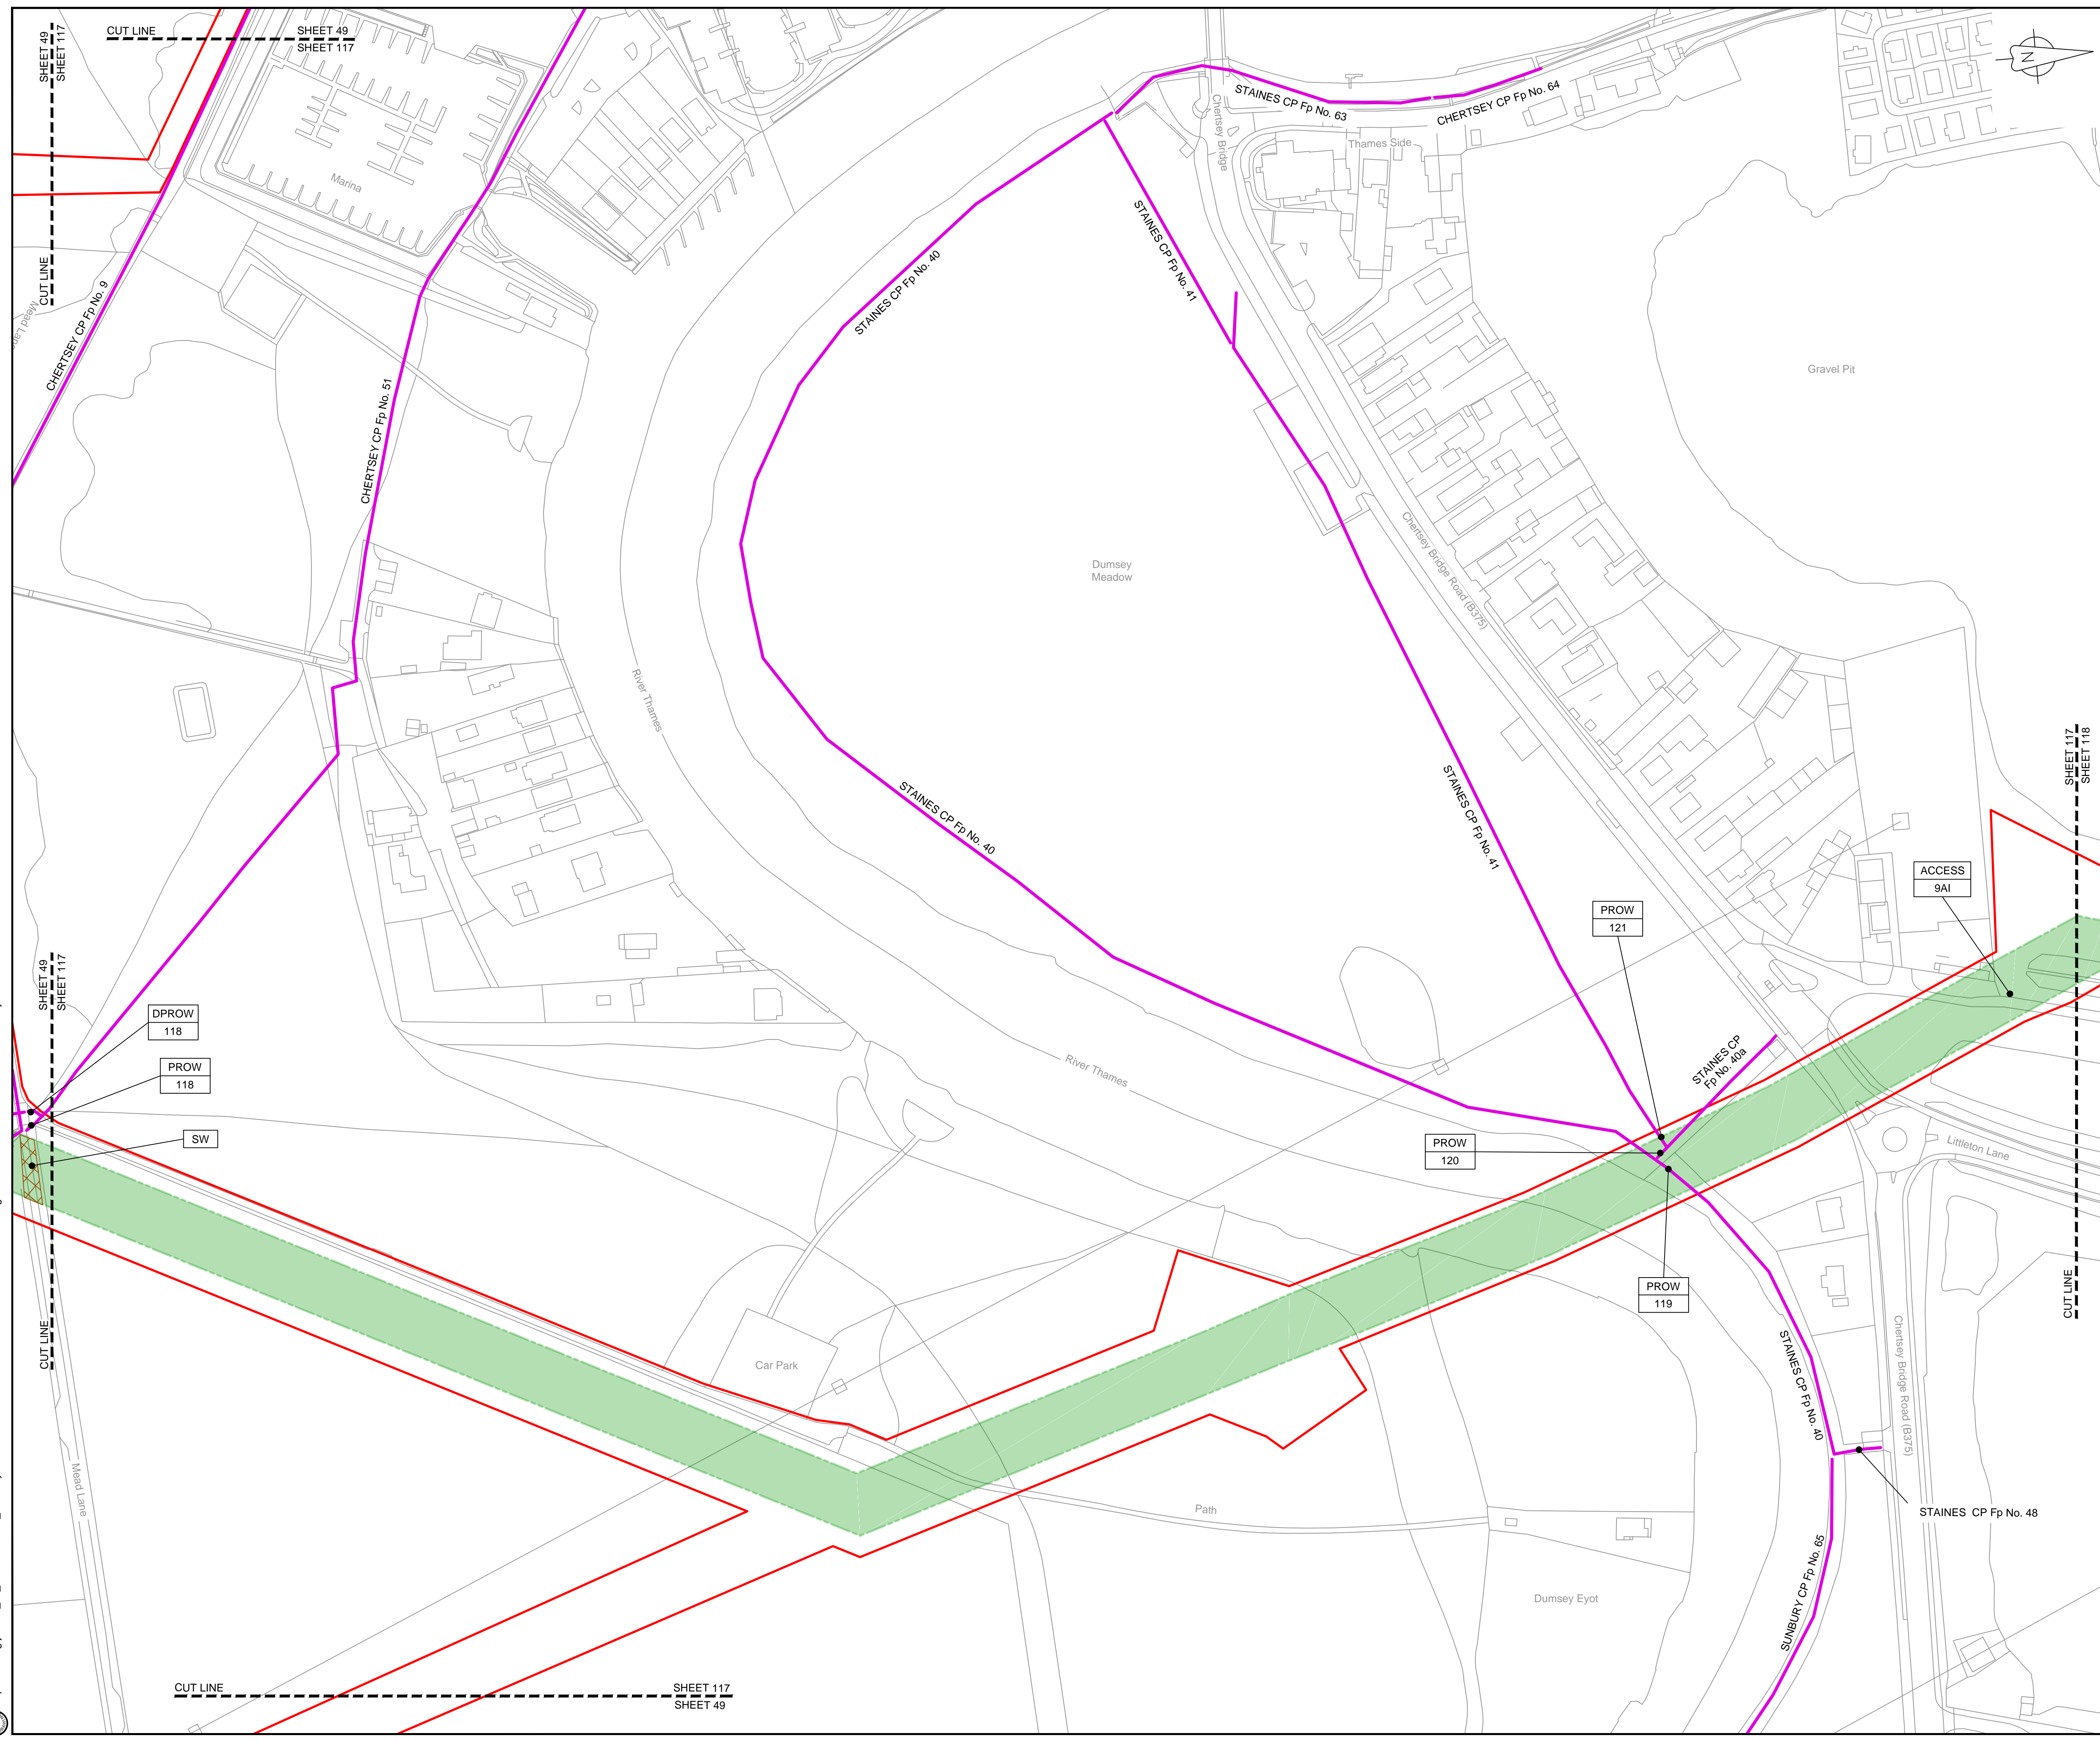 SHEET 49
SHEET 117
CUT LINE
CUT LINE
SHEET 49
SHEET 117
N
Marina
Chertsey Bridge
STAINES CP Fp No. 63
CHERTSEY CP Fp No. 64
Thames Side
STAINES CP Fp No. 41
STAINES CP Fp No. 40
CHERTSEY CP Fp No. 9
CHERTSEY CP Fp No. 51
Gravel Pit
Dumsey
Meadow
Chertsey Bridge Road (B375)
River Thames
STAINES CP Fp No. 40
STAINES CP Fp No. 41
SHEET 117
SHEET 118
CUT LINE
ACCESS
9AI
PROW
121
SHEET 49
SHEET 117
CUT LINE
DPROW
118
PROW
118
SW
River Thames
STAINES CP
Fp No. 40a
PROW
120
Littleton Lane
PROW
119
Car Park
STAINES CP Fp No. 40
Chertsey Bridge Road (B375)
Mead Lane
Path
STAINES CP Fp No. 48
SUNBURY CP Fp No. 65
Dumsey Eyot
CUT LINE
SHEET 117
SHEET 49